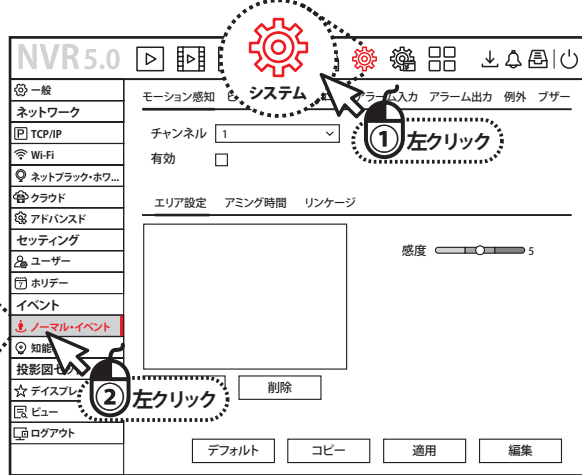 NVR 5.0
システム
一般
ネットワーク
TCP/IP
Wi-Fi
ネットブラック・ホワ...
クラウド
アドバンスド
セッティング
ユーザー
7 ホリデー
イベント
ノーマル・イベント
知能
投影図セ
ディスプレ
ビュー
ログアウト
モーション感知
アラーム入力 アラーム出力 例外 ブザー
① 左クリック
チャンネル 1
有効
エリア設定 アミング時間 リンケージ
感度 5
② 左クリック
削除
デフォルト コピー 適用 編集